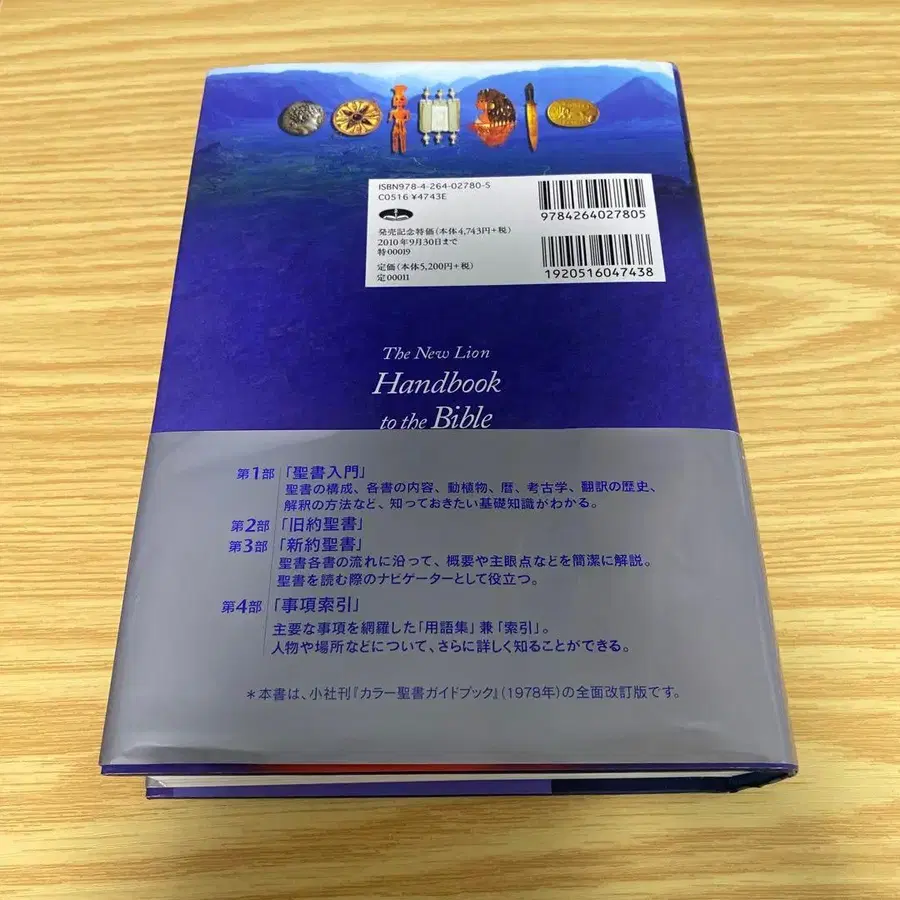 ISBN978-4-264-02780-5
C0516 ¥4743E
9784264027805
発売記念特価(本体4,743円+税)
2010年9月30日まで
特00019
定価(本体5,200円+税)
定00011
1920516047438
The New Lion
Handbook
to the Bible
第1部「聖書入門」
聖書の構成、各書の内容、動植物、暦、考古学、翻訳の歴史、
解釈の方法など、知っておきたい基礎知識がわかる。
第2部「旧約聖書」
第3部「新約聖書」
聖書各書の流れに沿って、概要や主眼点などを簡潔に解説。
聖書を読む際のナビゲーターとして役立つ。
第4部「事項索引」
主要な事項を網羅した「用語集」兼「索引」。
人物や場所などについて、さらに詳しく知ることができる。
*本書は、小社刊『カラー聖書ガイドブック』(1978年)の全面改訂版です。